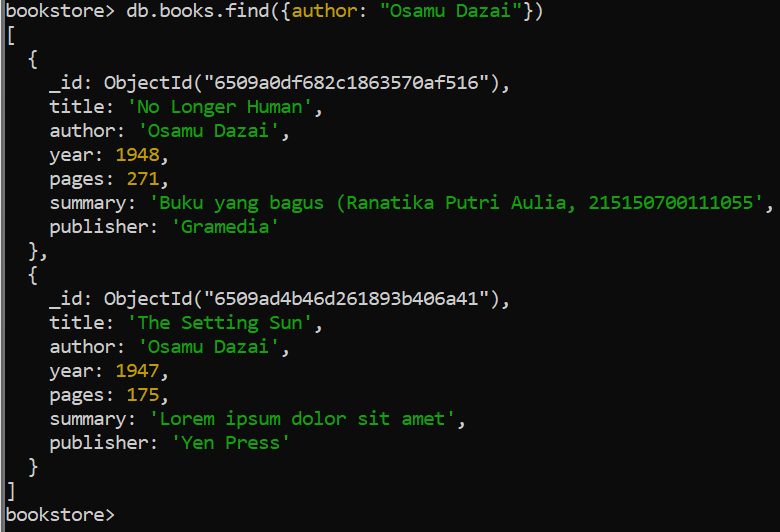 bookstore> db.books.find({author: "Osamu Dazai"})
[
  {
    _id: ObjectId("6509a0df682c1863570af516"),
    title: 'No Longer Human',
    author: 'Osamu Dazai',
    year: 1948,
    pages: 271,
    summary: 'Buku yang bagus (Ranatika Putri Aulia, 215150700111055',
    publisher: 'Gramedia'
  },
  {
    _id: ObjectId("6509ad4b46d261893b406a41"),
    title: 'The Setting Sun',
    author: 'Osamu Dazai',
    year: 1947,
    pages: 175,
    summary: 'Lorem ipsum dolor sit amet',
    publisher: 'Yen Press'
  }
]
bookstore>